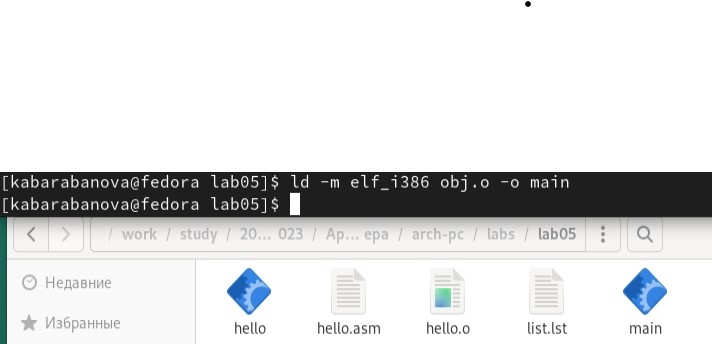 [kabarabanova@fedora lab05]$ ld -m elf_i386 obj.o -o main
[kabarabanova@fedora lab05]$
/ work / study / 20… 023 / Ap… ера / arch-pc / labs / lab05
Недавние
Избранные
hello
hello.asm
hello.o
list.lst
main